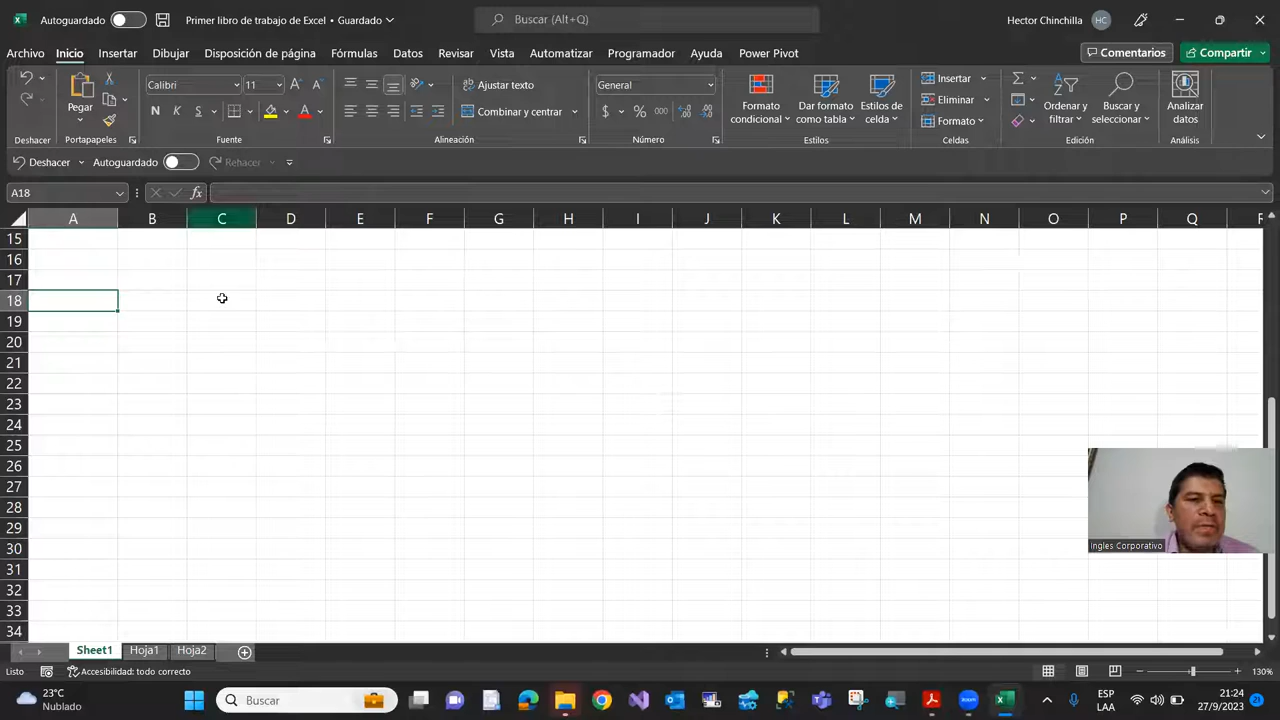 Autoguardado
Primer libro de trabajo de Excel • Guardado
Buscar (Alt+Q)
Hector Chinchilla
HC
Archivo Inicio Insertar Dibujar Disposición de página Fórmulas Datos Revisar Vista Automatizar Programador Ayuda Power Pivot
Comentarios
Compartir
Calibri 11
Ajustar texto
General
Insertar
Pegar
N K S
Combinar y centrar
$ % 000
Formato condicional
Dar formato como tabla
Estilos de celda
Eliminar
Formato
Ordenar y filtrar
Buscar y seleccionar
Analizar datos
Deshacer Portapapeles Fuente Alineación Número Estilos Celdas Edición Análisis
Deshacer Autoguardado Rehacer
A18
fx
A B C D E F G H I J K L M N O P Q R
15
16
17
18
19
20
21
22
23
24
25
26
27
28
29
30
31
32
33
34
Ingles Corporativo
Sheet1 Hoja1 Hoja2
Listo
Accesibilidad: todo correcto
130%
23°C
Nublado
Buscar
ESP
LAA
21:24
27/9/2023